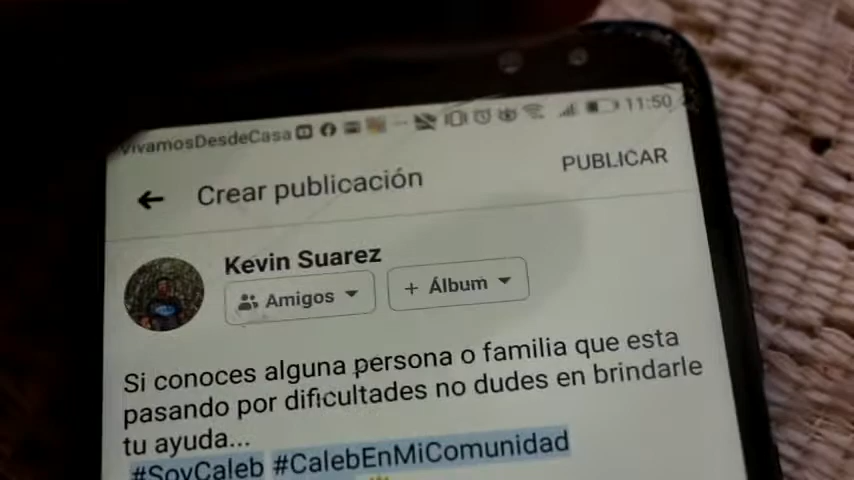 VivamosDesdeCasa 11:50
Crear publicación PUBLICAR
Kevin Suarez
Amigos + Álbum
Si conoces alguna persona o familia que esta
pasando por dificultades no dudes en brindarle
tu ayuda...
#SoyCaleb #CalebEnMiComunidad